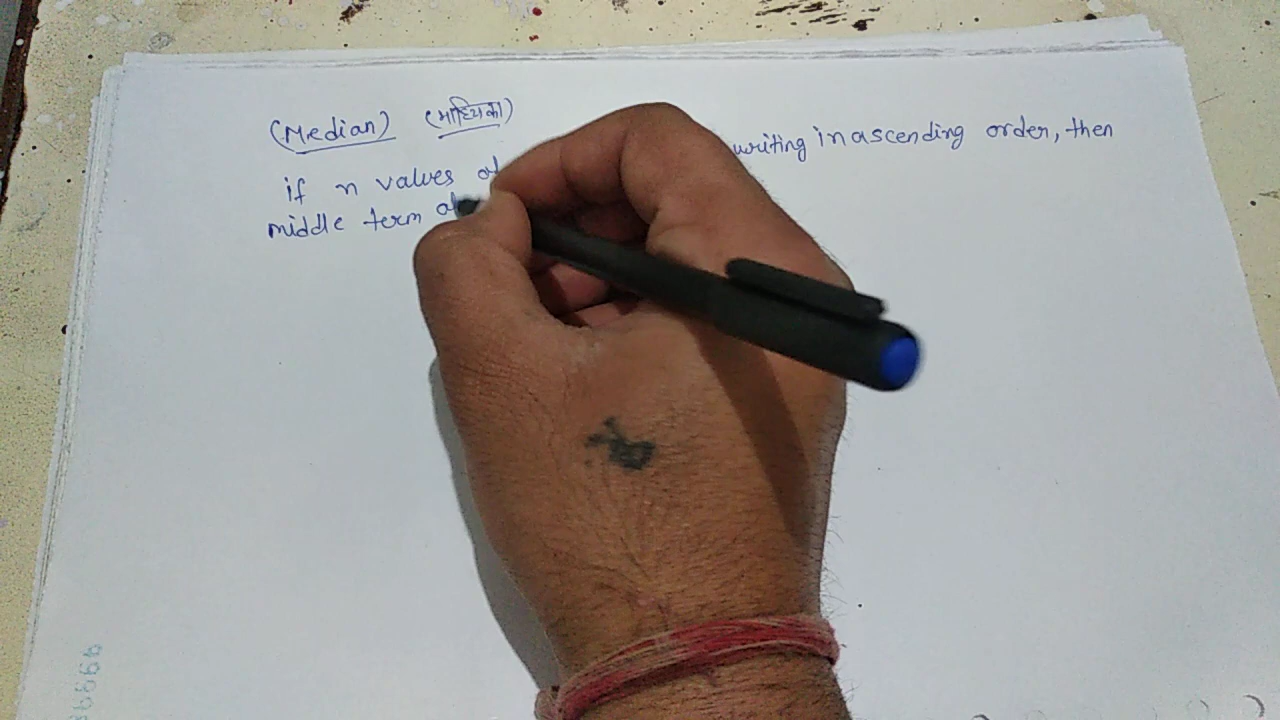 (Median) (माध्यिका)
if n values of writing in ascending order, then
middle term of